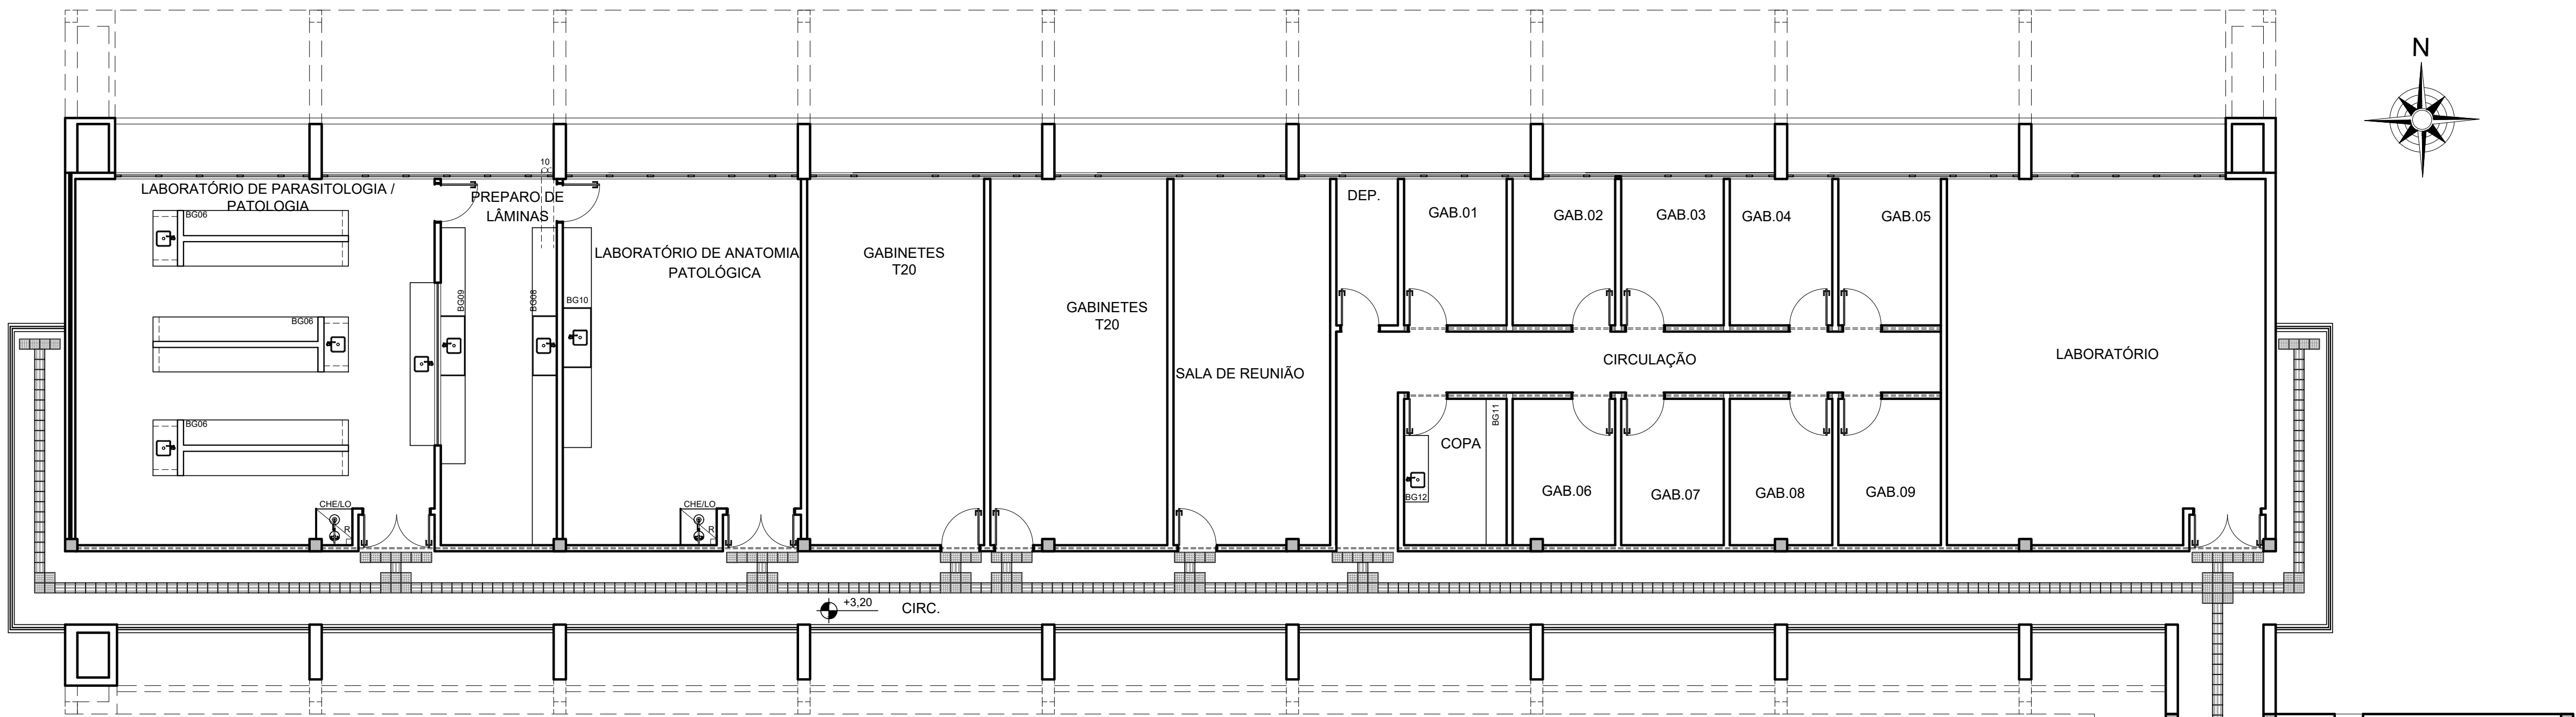 N
10
LABORATÓRIO DE PARASITOLOGIA /
PATOLOGIA
PREPARO DE
LÂMINAS
DEP.
GAB.01
GAB.02
GAB.03
GAB.04
GAB.05
BG06
LABORATÓRIO DE ANATOMIA
PATOLÓGICA
GABINETES
T20
GABINETES
T20
BG09
BG08
BG10
BG06
SALA DE REUNIÃO
CIRCULAÇÃO
LABORATÓRIO
BG06
BG11
COPA
BG12
GAB.06
GAB.07
GAB.08
GAB.09
CHE/LO
R
CHE/LO
R
+3,20
CIRC.